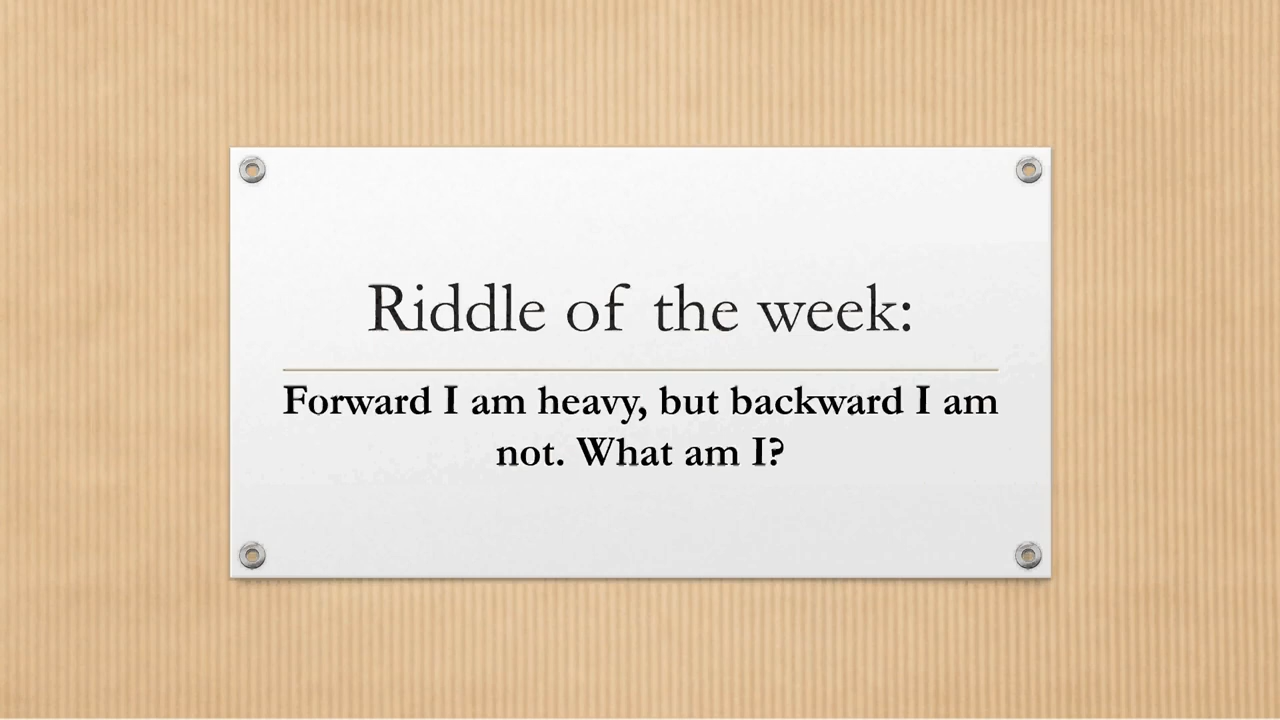 Riddle of the week:
Forward I am heavy, but backward I am
not. What am I?